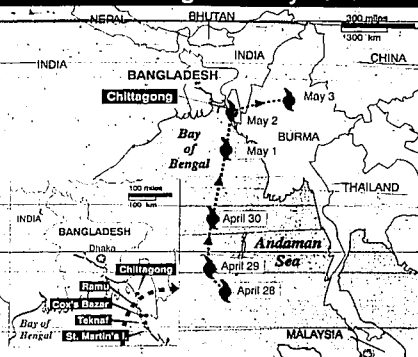 NEPAL
BHUTAN
300 miles
300 km
INDIA
INDIA
CHINA
BANGLADESH
Chittagong
May 3
May 2
Bay
of
Bengal
BURMA
May 1
THAILAND
100 miles
100 km
INDIA
BANGLADESH
April 30
Dhaka
Andaman
Sea
Chittagong
April 29
Ramu
April 28
Cox's Bazar
Teknaf
Bay of
Bengal
St. Martin's I.
MALAYSIA